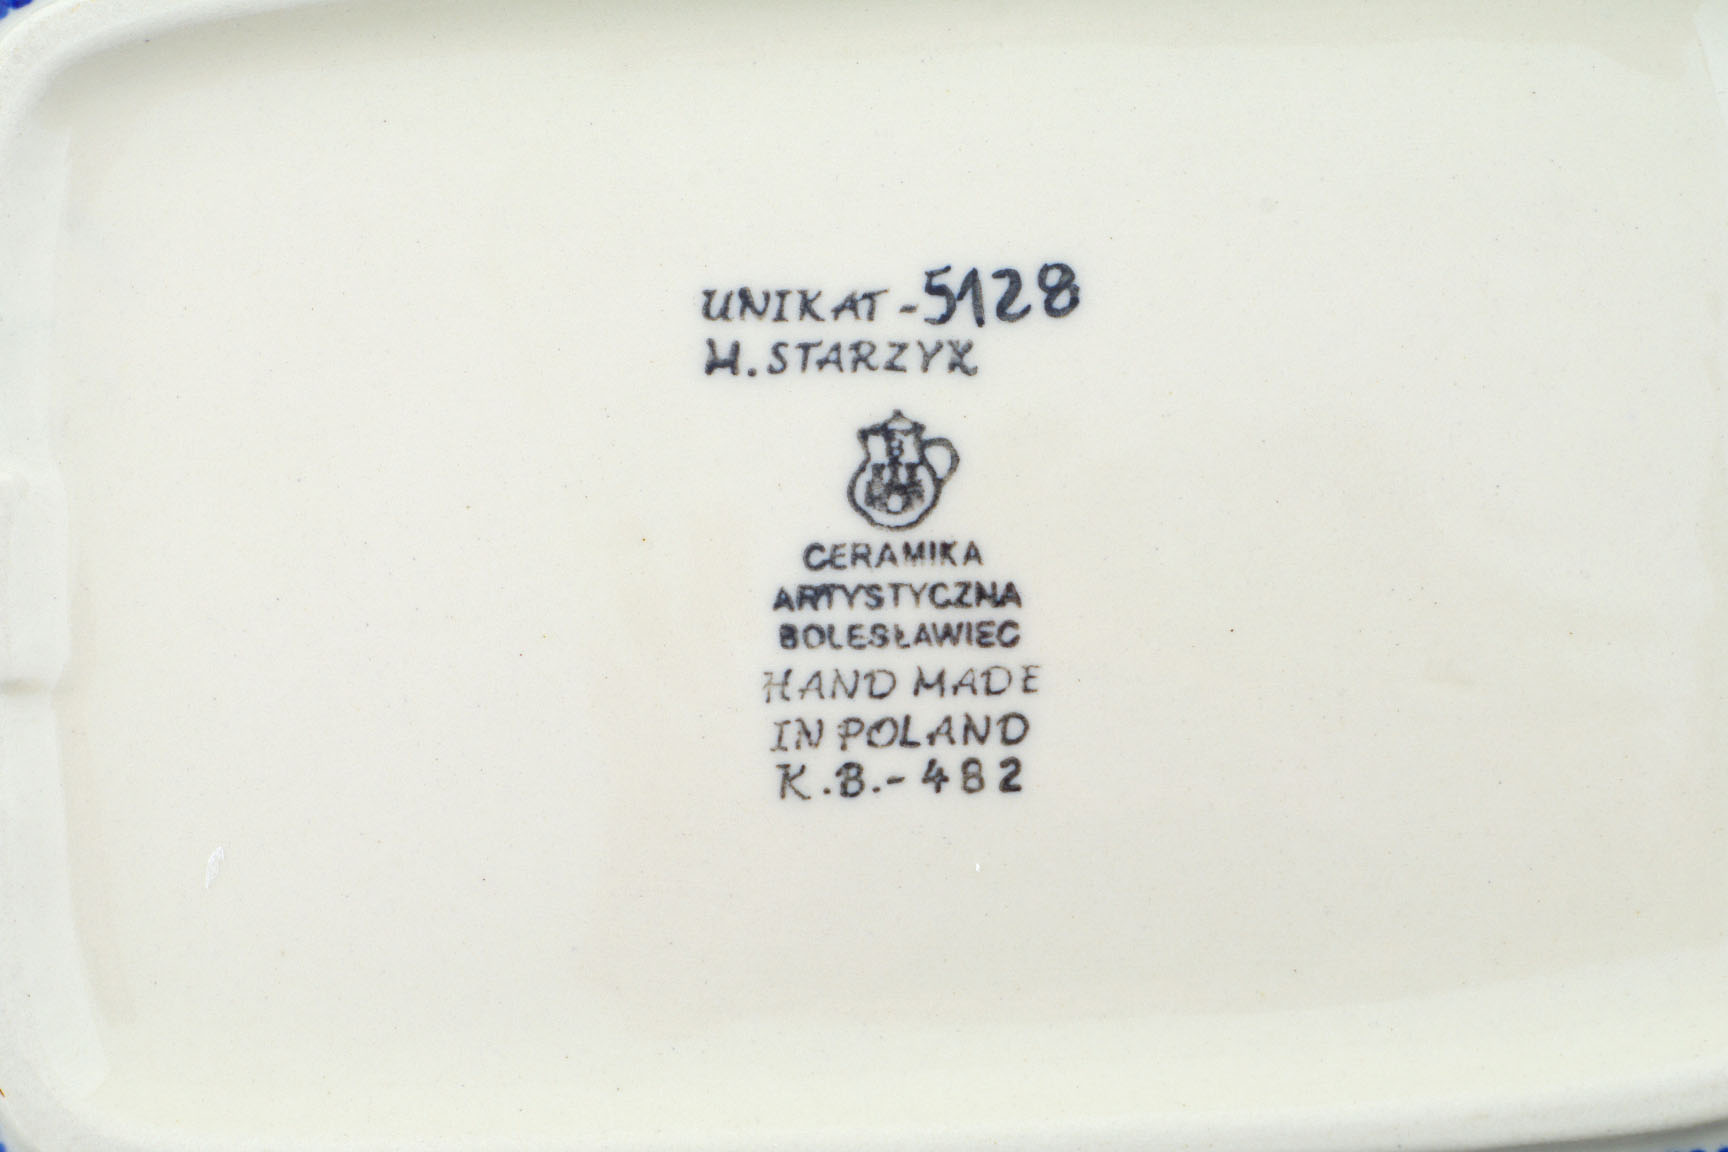 UNIKAT-5128
M.STARZYK
CERAMIKA
ARTYSTYCZNA
BOLESŁAWIEC
HAND MADE
IN POLAND
K.B.-482